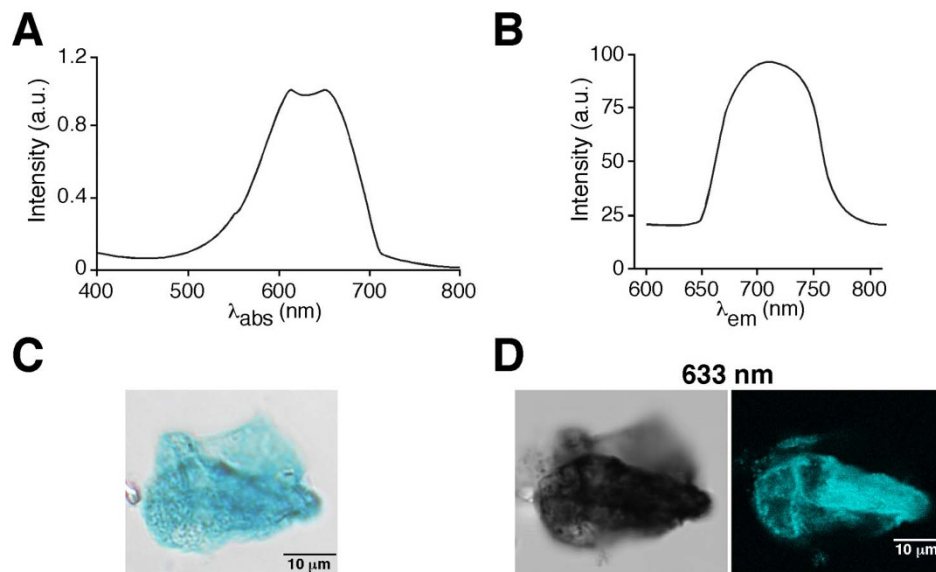 A
Intensity (a.u.)
1.2
0.8
0.4
0
400 500 600 700 800
λabs (nm)
B
Intensity (a.u.)
100
75
50
25
0
600 650 700 750 800
λem (nm)
C
10 μm
D
633 nm
10 μm